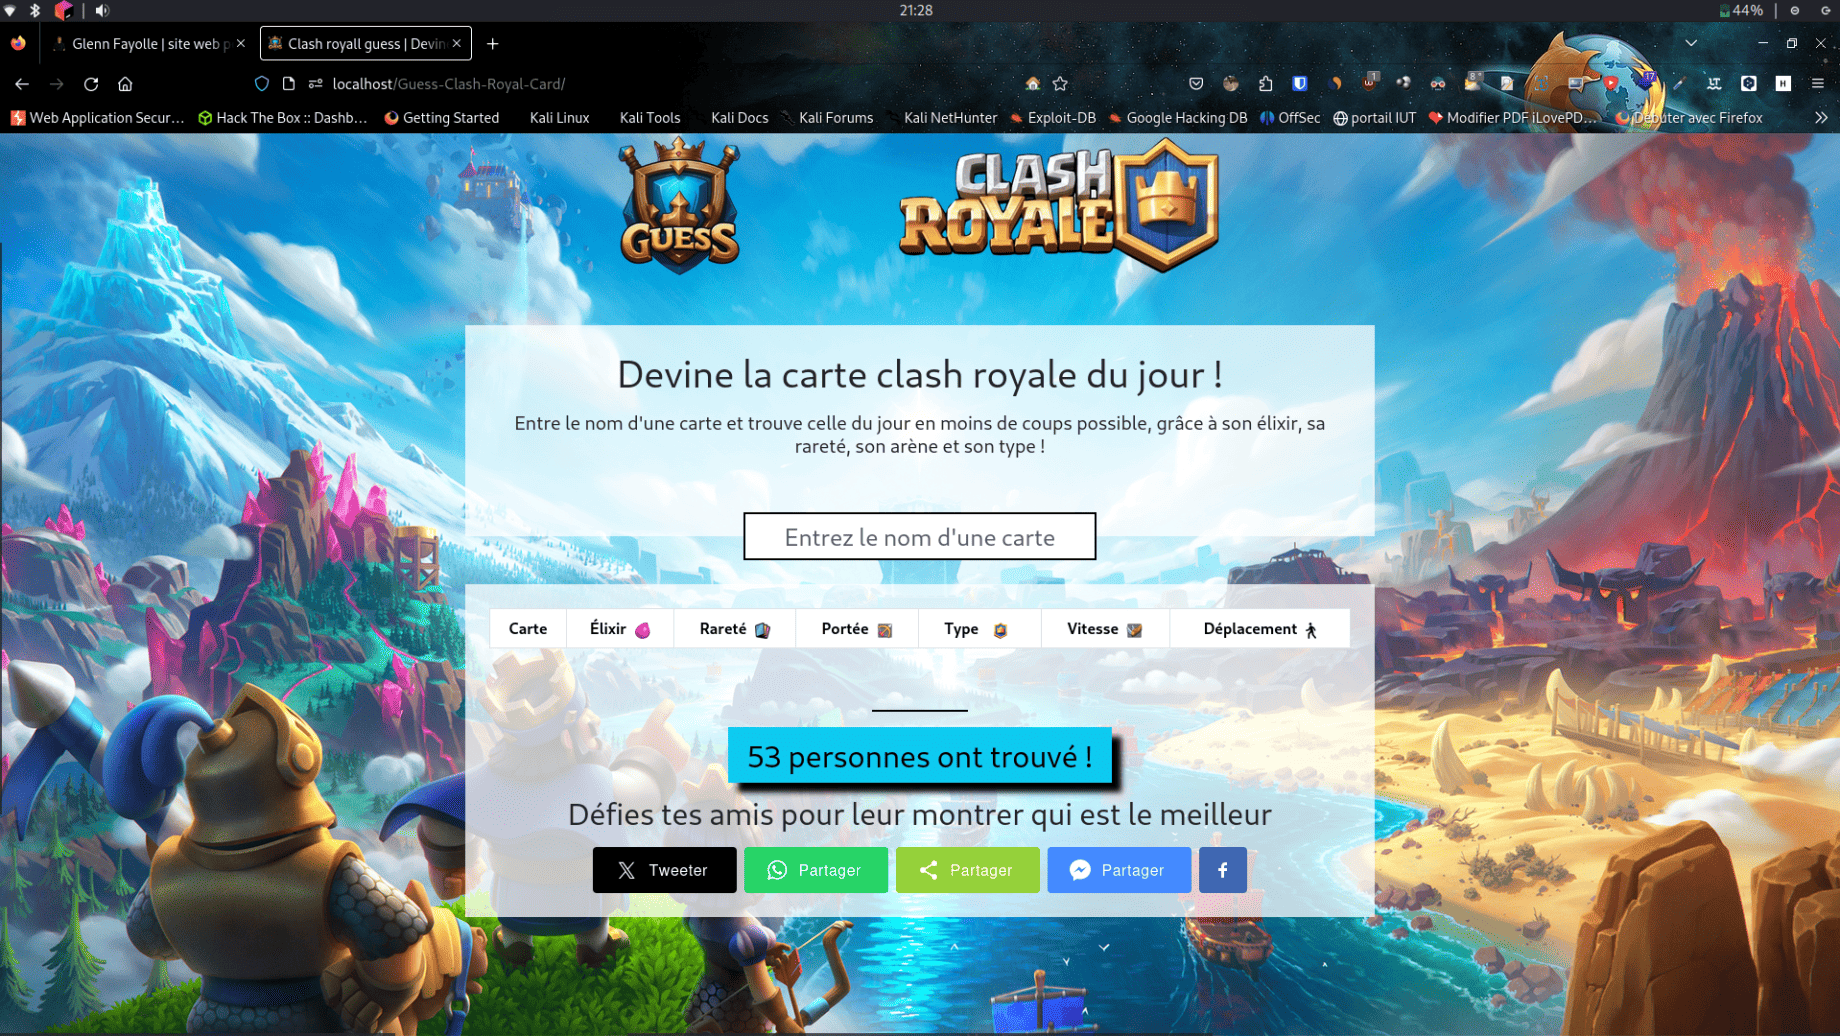 21:28
44%
Glenn Fayolle | site web p
Clash royall guess | Devin
localhost/Guess-Clash-Royal-Card/
1
8
17
Web Application Secur…
Hack The Box :: Dashb…
Getting Started
Kali Linux
Kali Tools
Kali Docs
Kali Forums
Kali NetHunter
Exploit-DB
Google Hacking DB
OffSec
portail IUT
Modifier PDF iLovePD…
Débuter avec Firefox
GUESS
CLASH
ROYALE
Devine la carte clash royale du jour !
Entre le nom d'une carte et trouve celle du jour en moins de coups possible, grâce à son élixir, sa
rareté, son arène et son type !
Entrez le nom d'une carte
Carte
Élixir
Rareté
Portée
Type
Vitesse
Déplacement
53 personnes ont trouvé !
Défies tes amis pour leur montrer qui est le meilleur
Tweeter
Partager
Partager
Partager